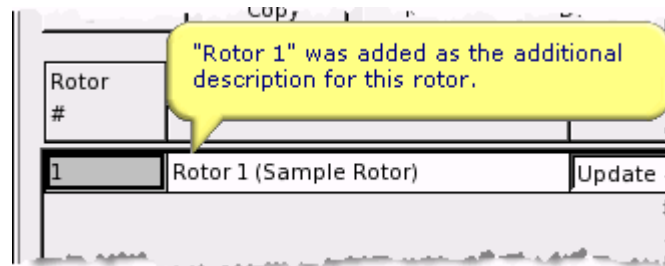 Copy
"Rotor 1" was added as the additional
description for this rotor.
Rotor
#
1
Rotor 1 (Sample Rotor)
Update